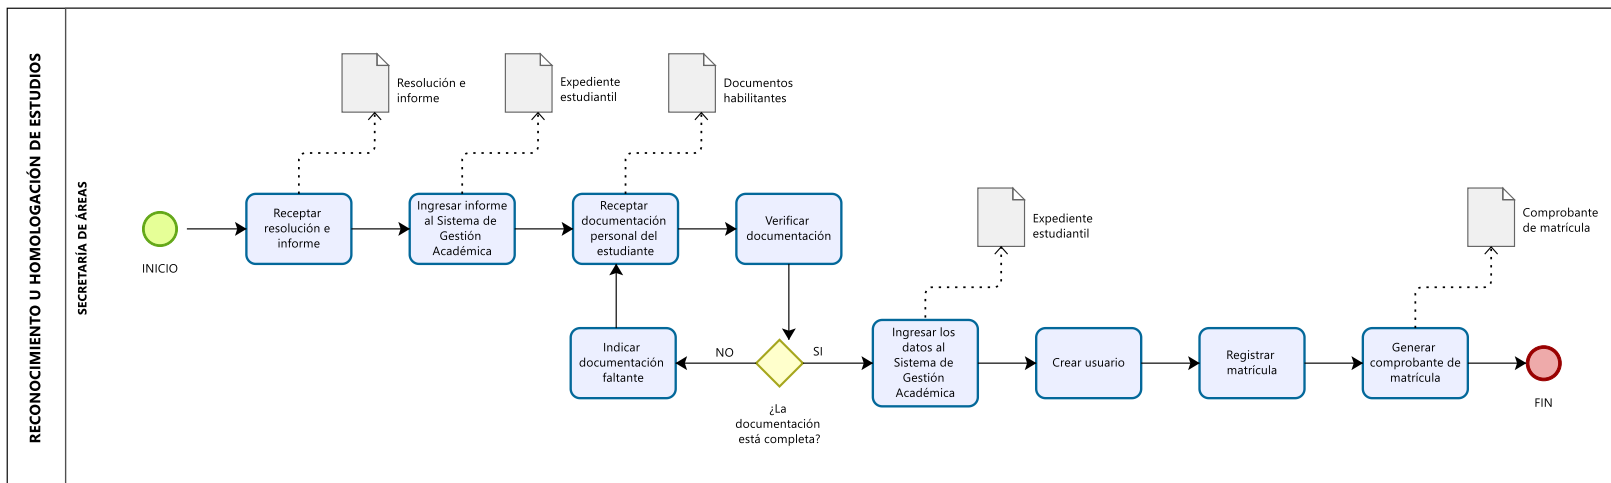 RECONOCIMIENTO U HOMOLOGACIÓN DE ESTUDIOS
SECRETARÍA DE ÁREAS
Resolución e
informe
Expediente
estudiantil
Documentos
habilitantes
INICIO
Receptar
resolución e
informe
Ingresar informe
al Sistema de
Gestión
Académica
Receptar
documentación
personal del
estudiante
Verificar
documentación
Expediente
estudiantil
Comprobante
de matrícula
Indicar
documentación
faltante
NO
SI
¿La
documentación
está completa?
Ingresar los
datos al
Sistema de
Gestión
Académica
Crear usuario
Registrar
matrícula
Generar
comprobante de
matrícula
FIN